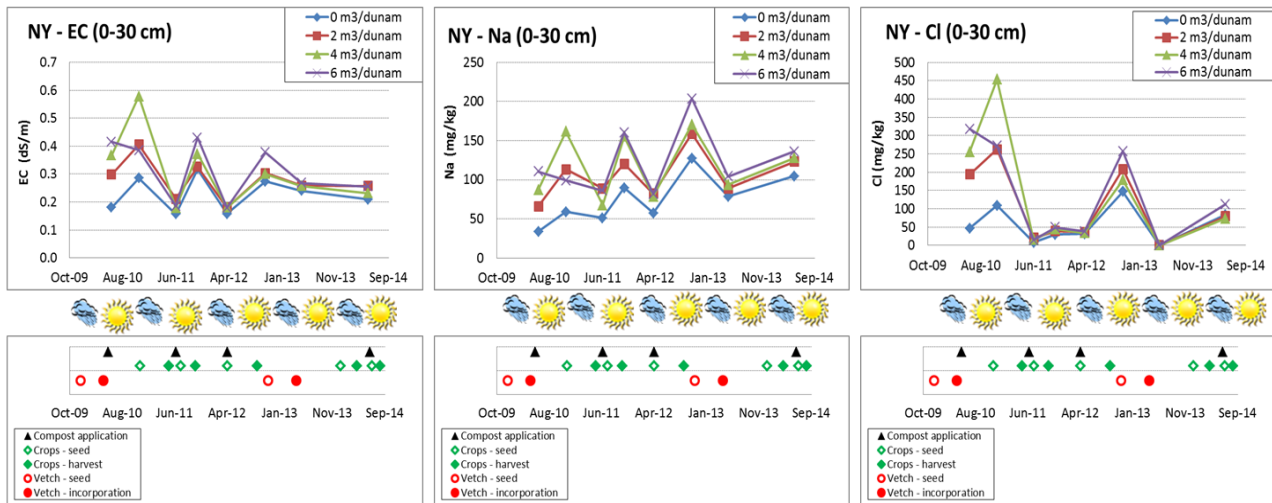 NY - EC (0-30 cm)
0 m3/dunam
2 m3/dunam
4 m3/dunam
6 m3/dunam
EC (dS/m)
0.7
0.6
0.5
0.4
0.3
0.2
0.1
0.0
Oct-09
Aug-10
Jun-11
Apr-12
Jan-13
Nov-13
Sep-14
NY - Na (0-30 cm)
0 m3/dunam
2 m3/dunam
4 m3/dunam
6 m3/dunam
Na (mg/kg)
250
200
150
100
50
0
Oct-09
Aug-10
Jun-11
Apr-12
Jan-13
Nov-13
Sep-14
NY - Cl (0-30 cm)
0 m3/dunam
2 m3/dunam
4 m3/dunam
6 m3/dunam
Cl (mg/kg)
500
450
400
350
300
250
200
150
100
50
0
Oct-09
Aug-10
Jun-11
Apr-12
Jan-13
Nov-13
Sep-14
Oct-09 Aug-10 Jun-11 Apr-12 Jan-13 Nov-13 Sep-14
Compost application
Crops - seed
Crops - harvest
Vetch - seed
Vetch - incorporation
Oct-09 Aug-10 Jun-11 Apr-12 Jan-13 Nov-13 Sep-14
Compost application
Crops - seed
Crops - harvest
Vetch - seed
Vetch - incorporation
Oct-09 Aug-10 Jun-11 Apr-12 Jan-13 Nov-13 Sep-14
Compost application
Crops - seed
Crops - harvest
Vetch - seed
Vetch - incorporation